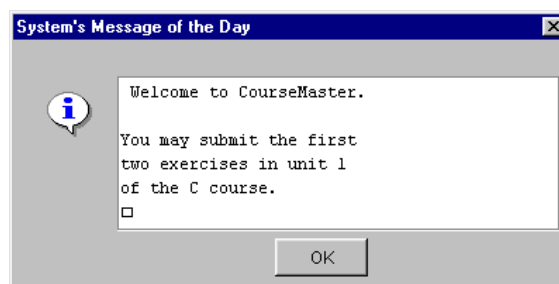 System's Message of the Day
Welcome to CourseMaster.
You may submit the first
two exercises in unit 1
of the C course.
OK